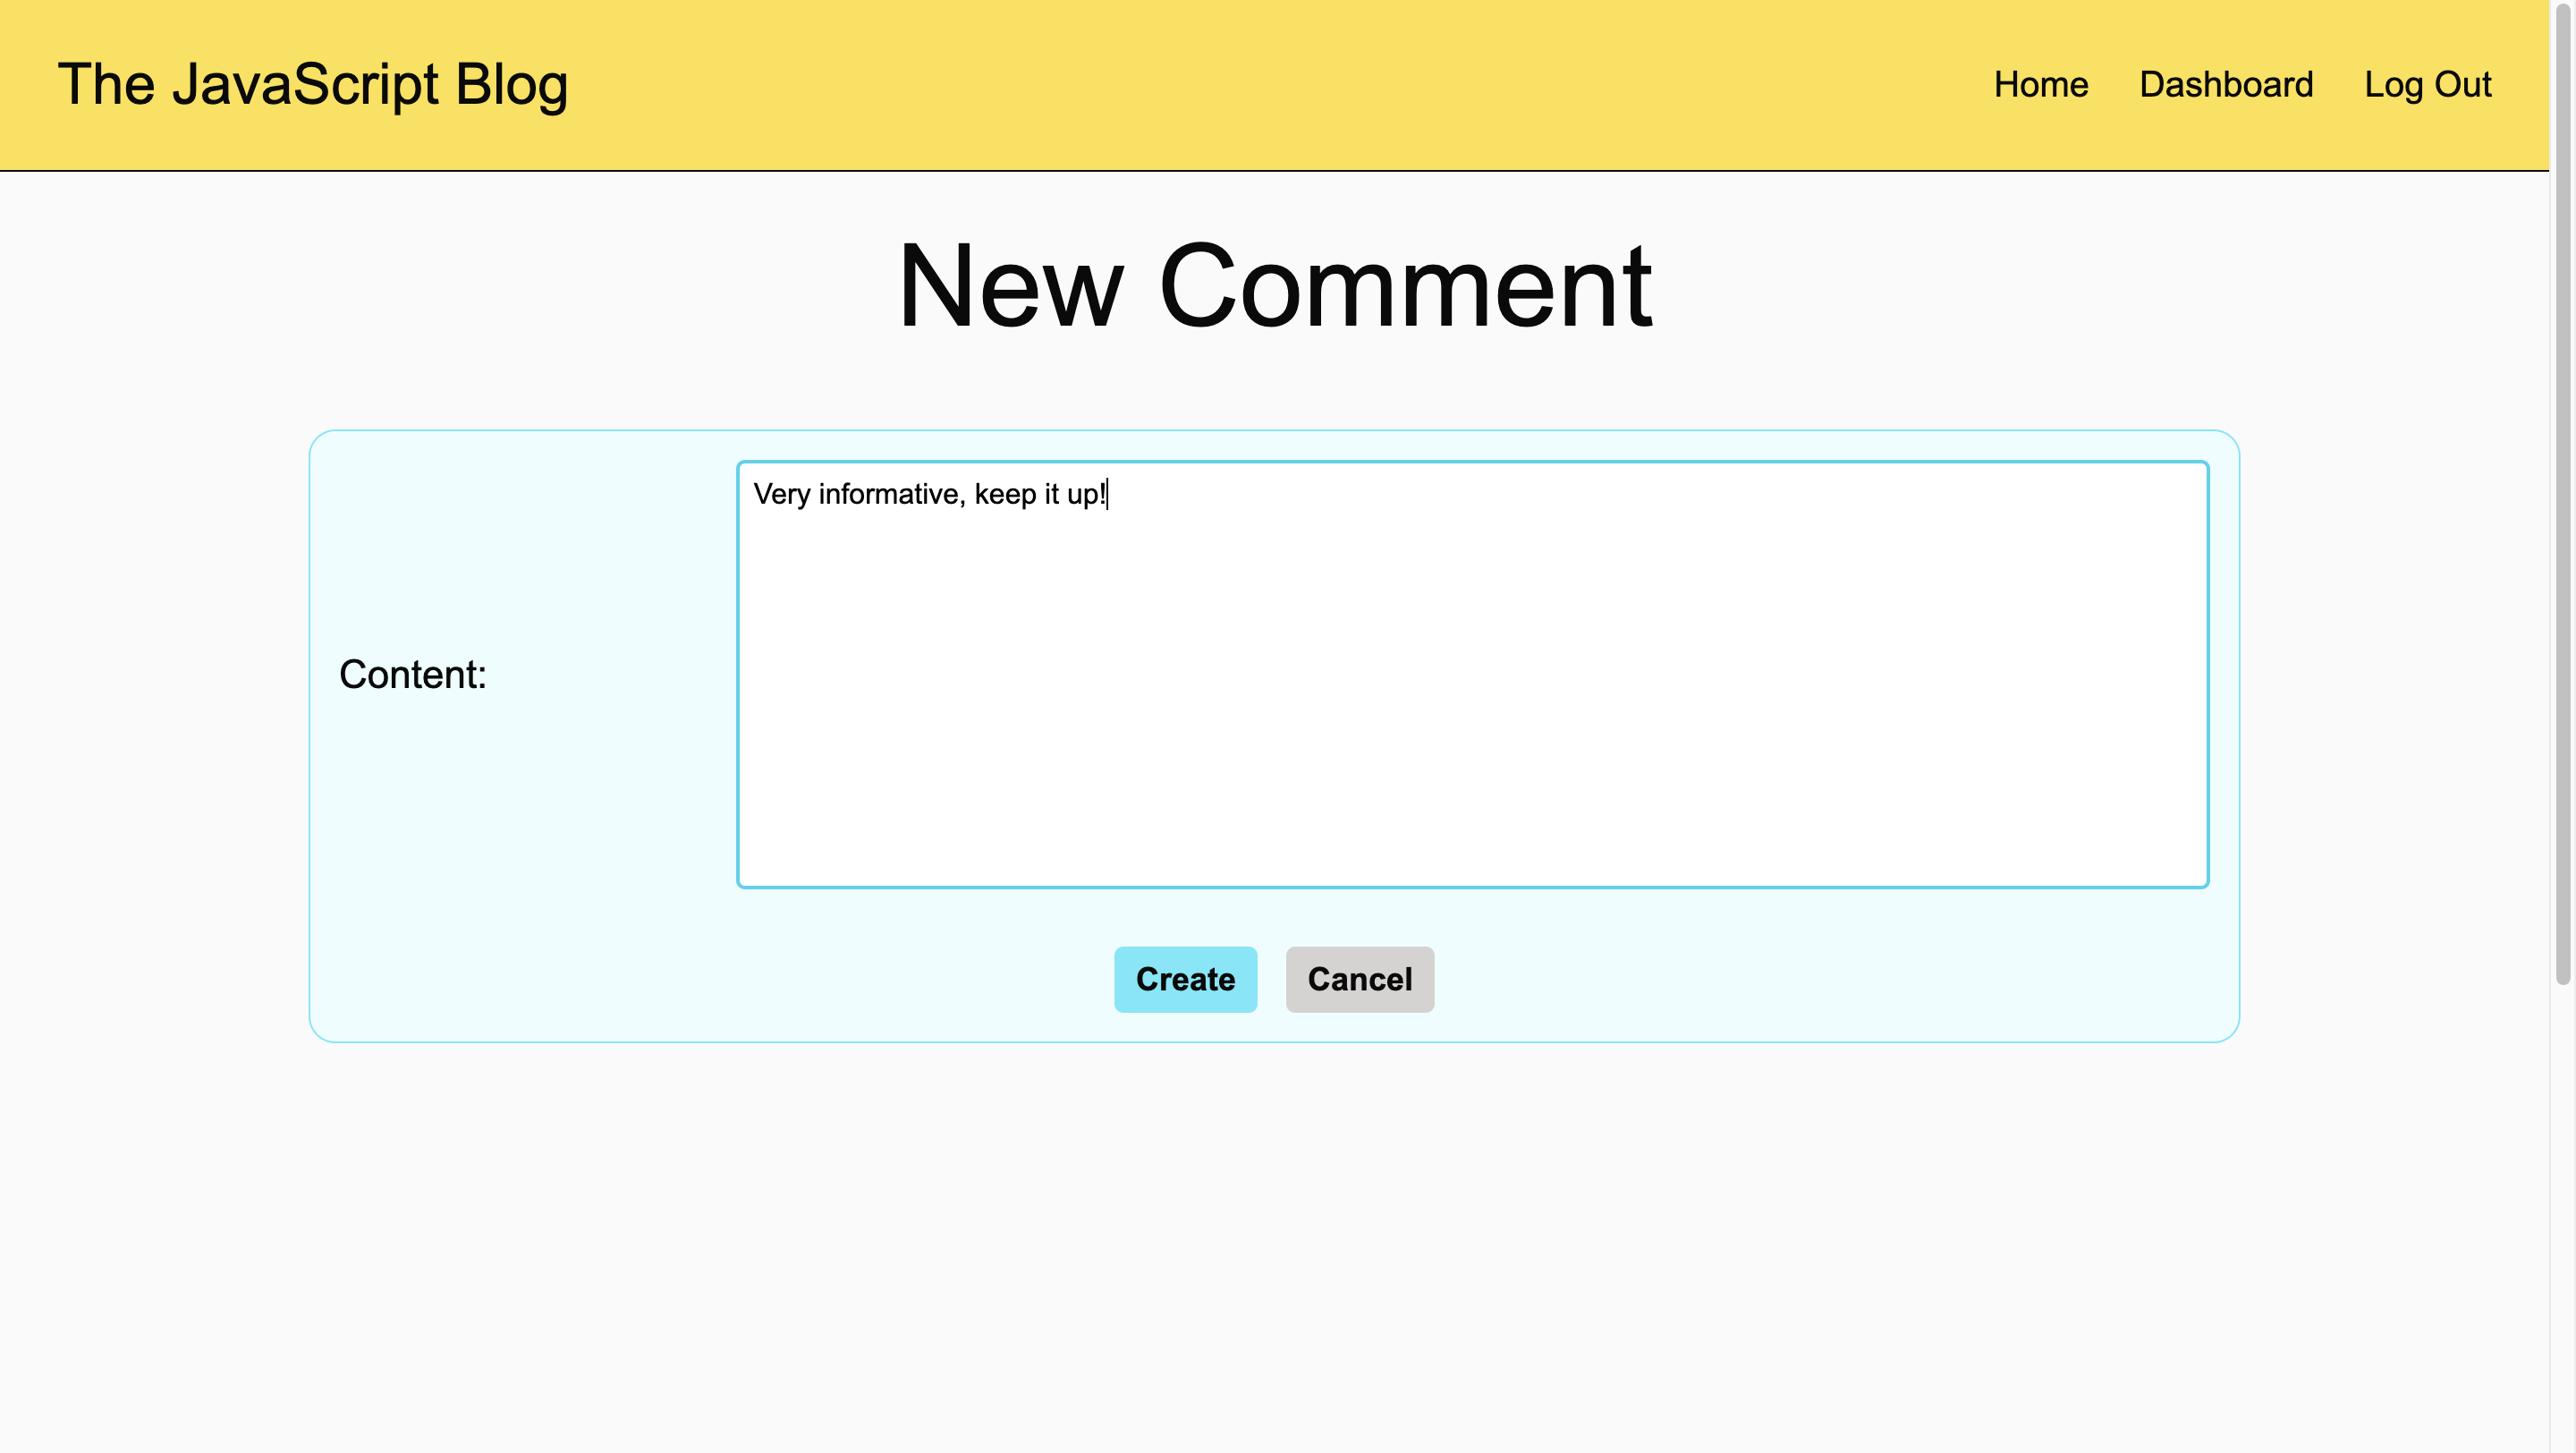 The JavaScript Blog
Home Dashboard Log Out
New Comment
Very informative, keep it up!
Content:
Create Cancel